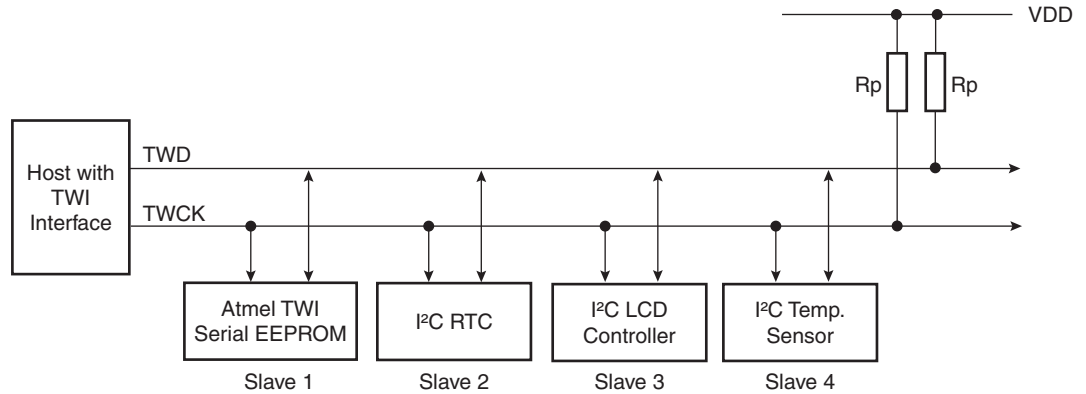 VDD
Rp
Rp
Host with
TWI
Interface
TWD
TWCK
Atmel TWI
Serial EEPROM
Slave 1
I²C RTC
Slave 2
I²C LCD
Controller
Slave 3
I²C Temp.
Sensor
Slave 4